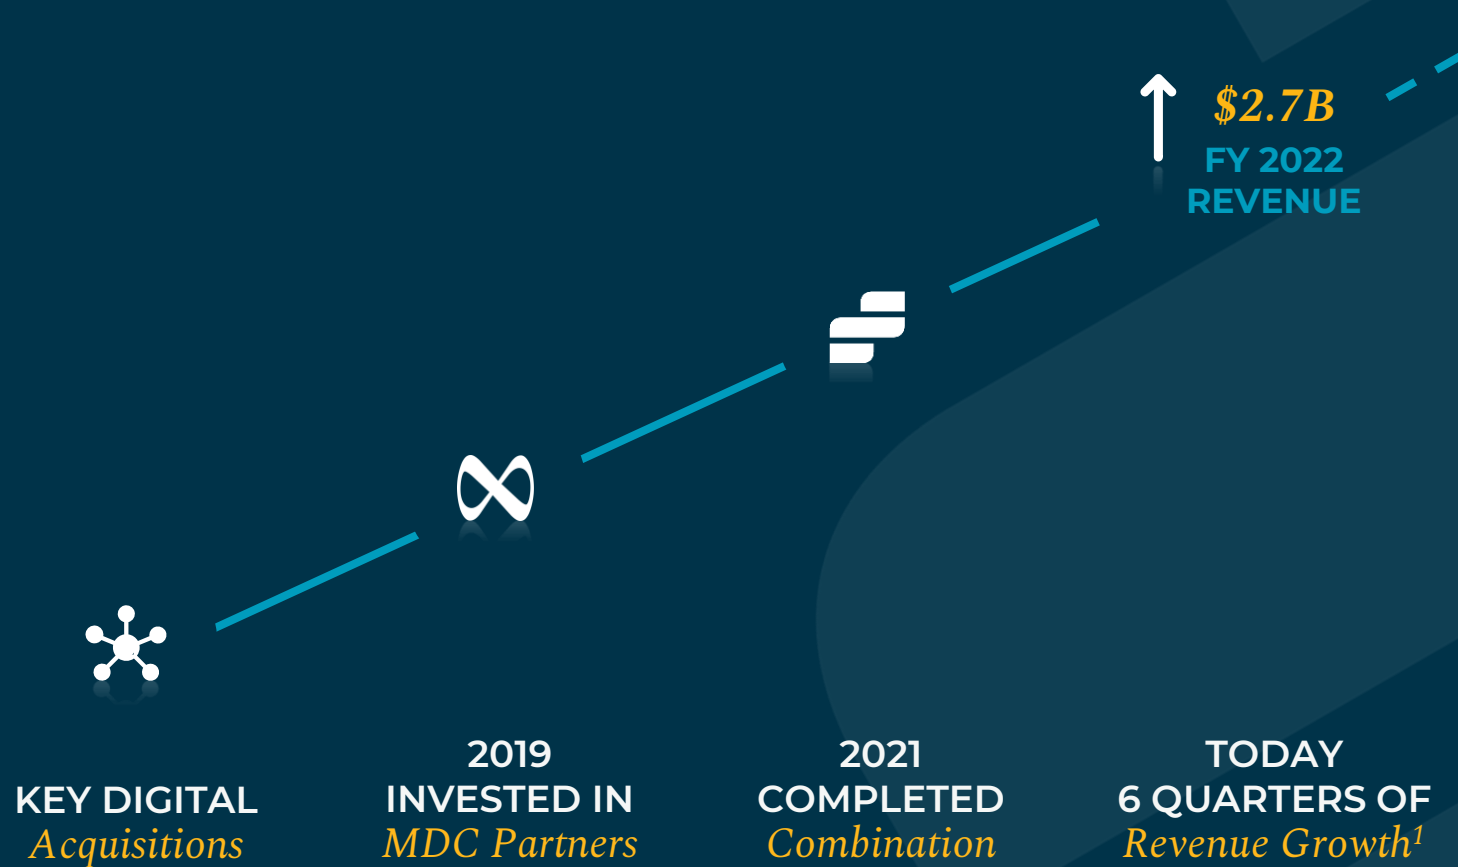 $2.7B
FY 2022
REVENUE
KEY DIGITAL
Acquisitions
2019
INVESTED IN
MDC Partners
2021
COMPLETED
Combination
TODAY
6 QUARTERS OF
Revenue Growth¹